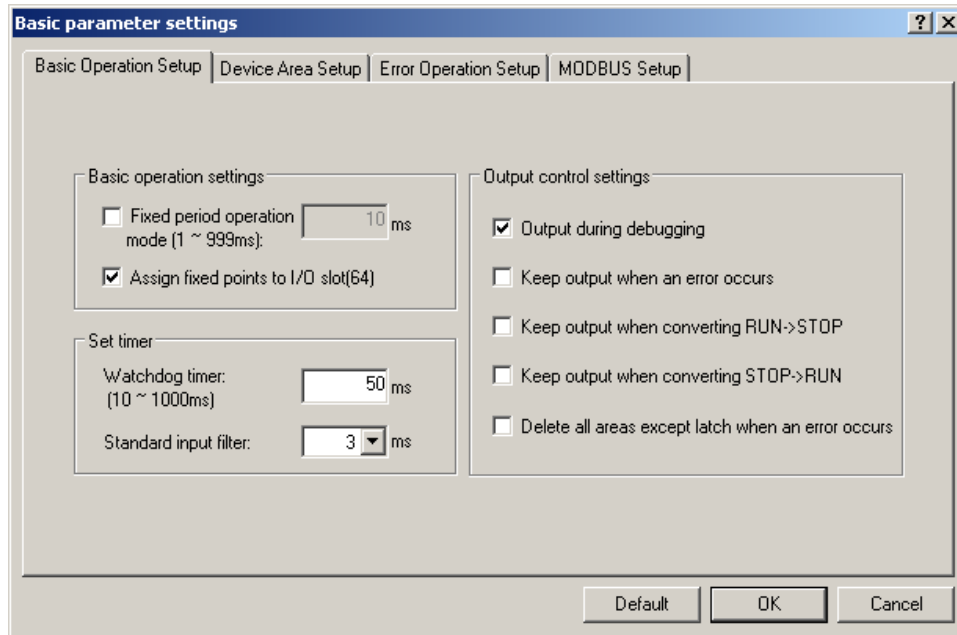 Basic parameter settings
Basic Operation Setup
Device Area Setup
Error Operation Setup
MODBUS Setup
Basic operation settings
Fixed period operation
mode (1 ~ 999ms):
10 ms
Assign fixed points to I/O slot(64)
Set timer
Watchdog timer:
(10 ~ 1000ms)
50 ms
Standard input filter:
3 ms
Output control settings
Output during debugging
Keep output when an error occurs
Keep output when converting RUN->STOP
Keep output when converting STOP->RUN
Delete all areas except latch when an error occurs
Default
OK
Cancel